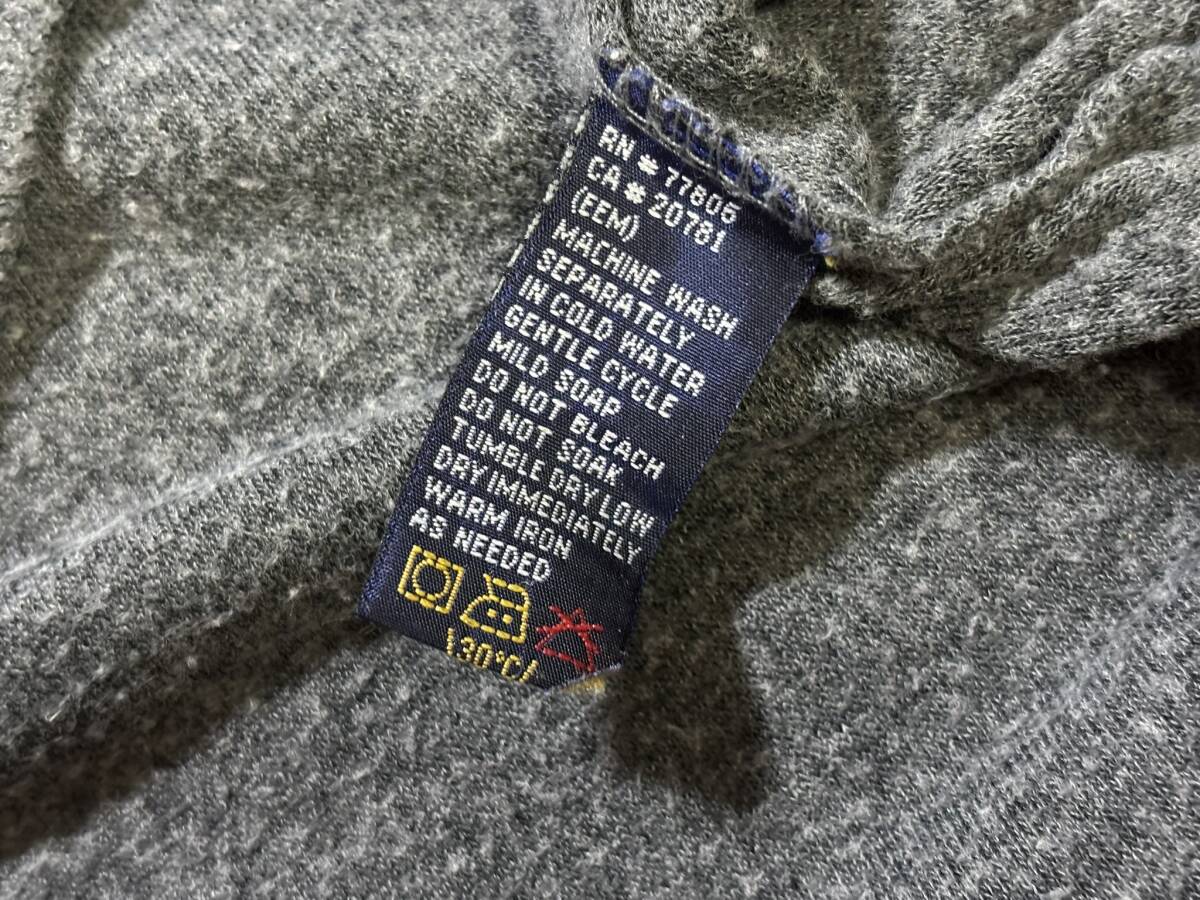 RN * 77806
CA * 20781
(EEM)
MACHINE WASH
SEPARATELY
IN COLD WATER
GENTLE CYCLE
MILD SOAP
DO NOT BLEACH
DO NOT SOAK
TUMBLE DRY LOW
DRY IMMEDIATELY
WARM IRON
AS NEEDED
30°C